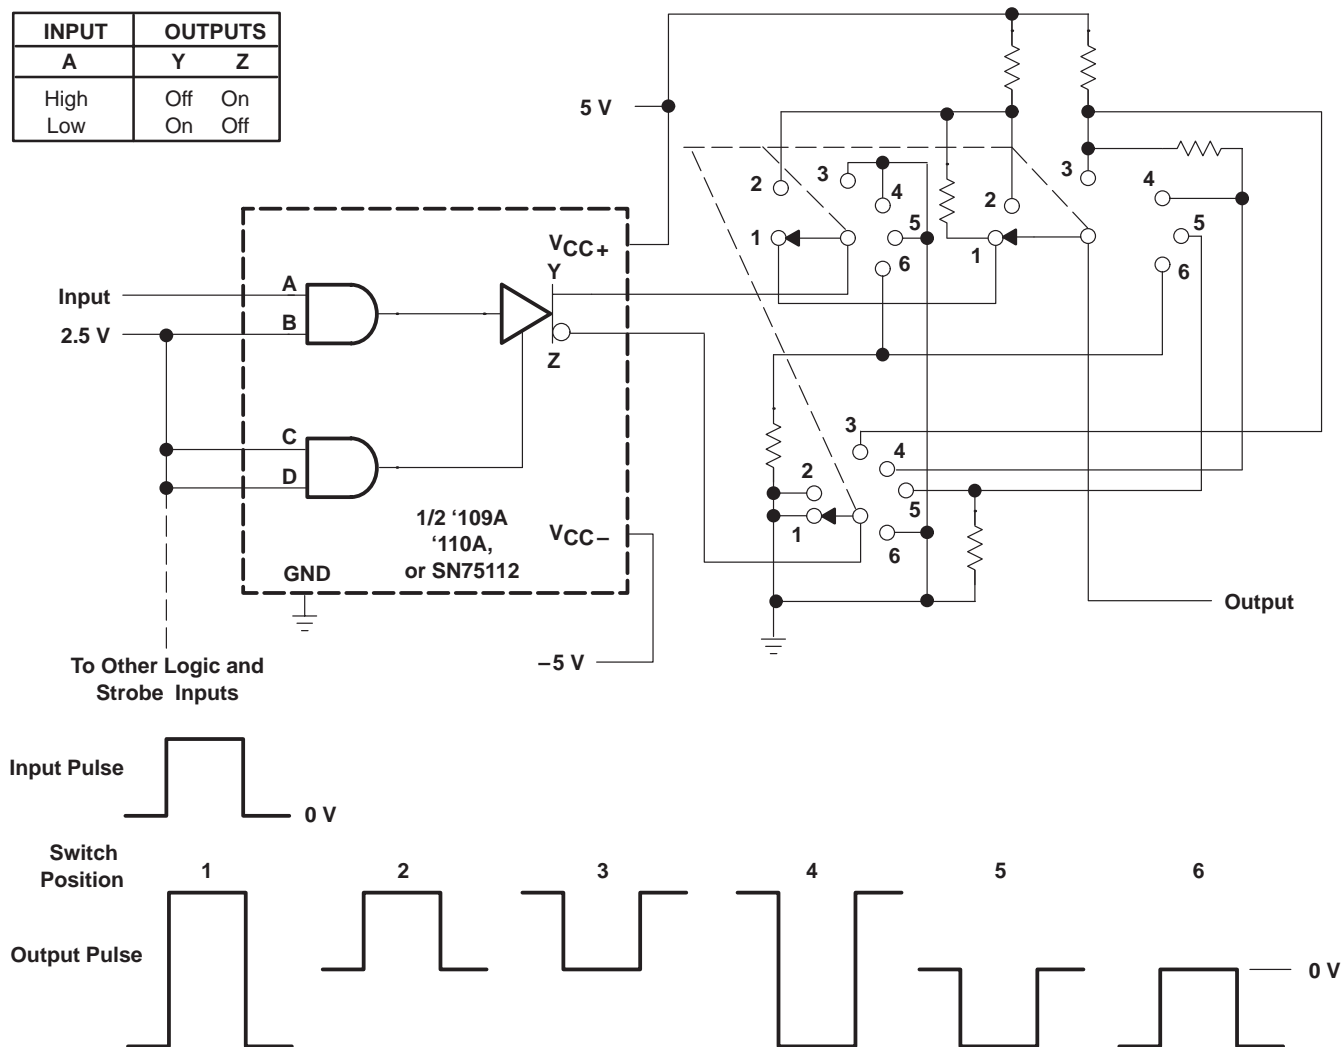 INPUT OUTPUTS
A Y Z
High Off On
Low On Off
5 V
2
3
4
1
5
6
2
1
3
4
5
6
VCC+
Y
Input
A
2.5 V
B
Z
C
D
3
4
2
5
1
6
1/2 ‘109A
‘110A,
or SN75112
VCC–
GND
Output
–5 V
To Other Logic and
Strobe Inputs
Input Pulse
0 V
Switch
Position
1 2 3 4 5 6
Output Pulse
0 V